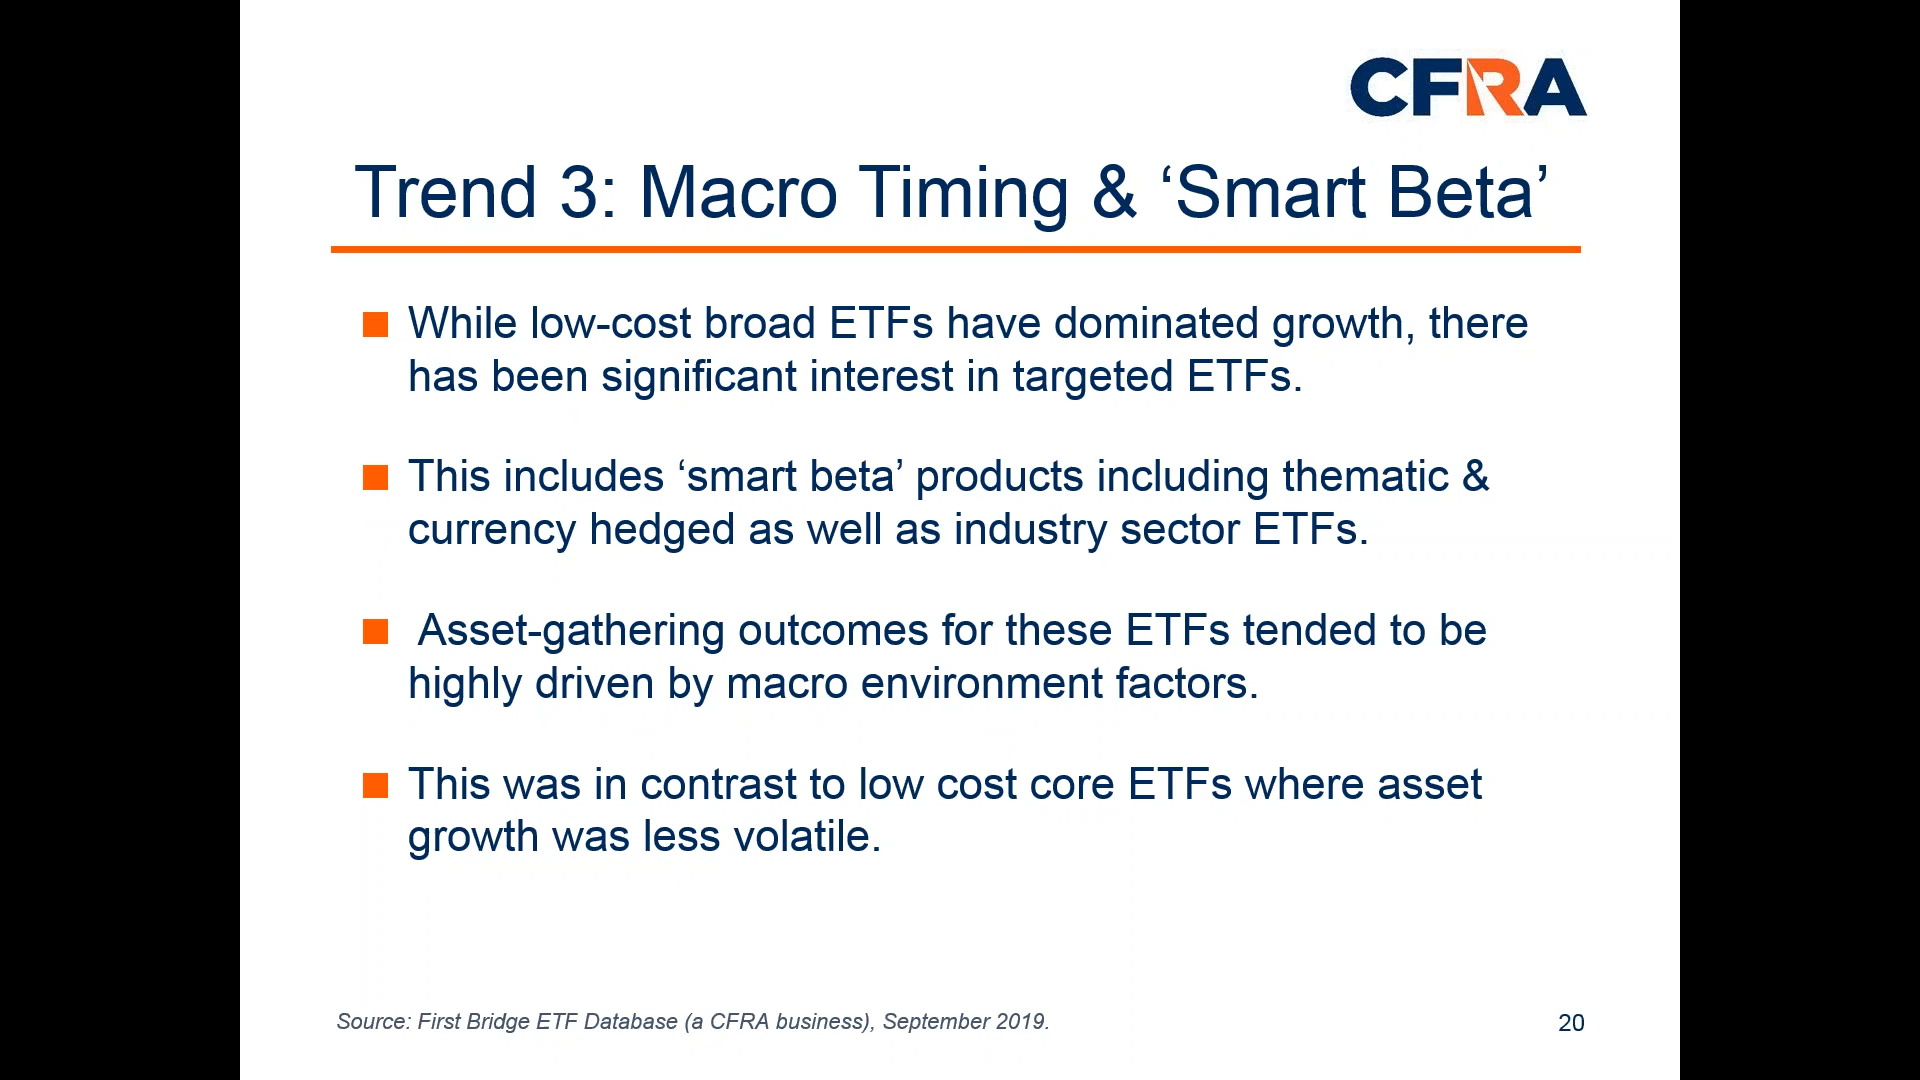 CFRA
Trend 3: Macro Timing & ‘Smart Beta’
While low-cost broad ETFs have dominated growth, there
has been significant interest in targeted ETFs.
This includes ‘smart beta’ products including thematic &
currency hedged as well as industry sector ETFs.
Asset-gathering outcomes for these ETFs tended to be
highly driven by macro environment factors.
This was in contrast to low cost core ETFs where asset
growth was less volatile.
Source: First Bridge ETF Database (a CFRA business), September 2019.
20